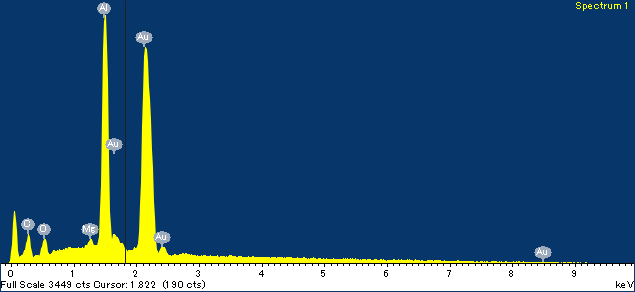 Spectrum 1
Al
Au
Au
C
O
Mg
Au
Au
0 1 2 3 4 5 6 7 8 9
Full Scale 3449 cts Cursor: 1.822 (190 cts) keV